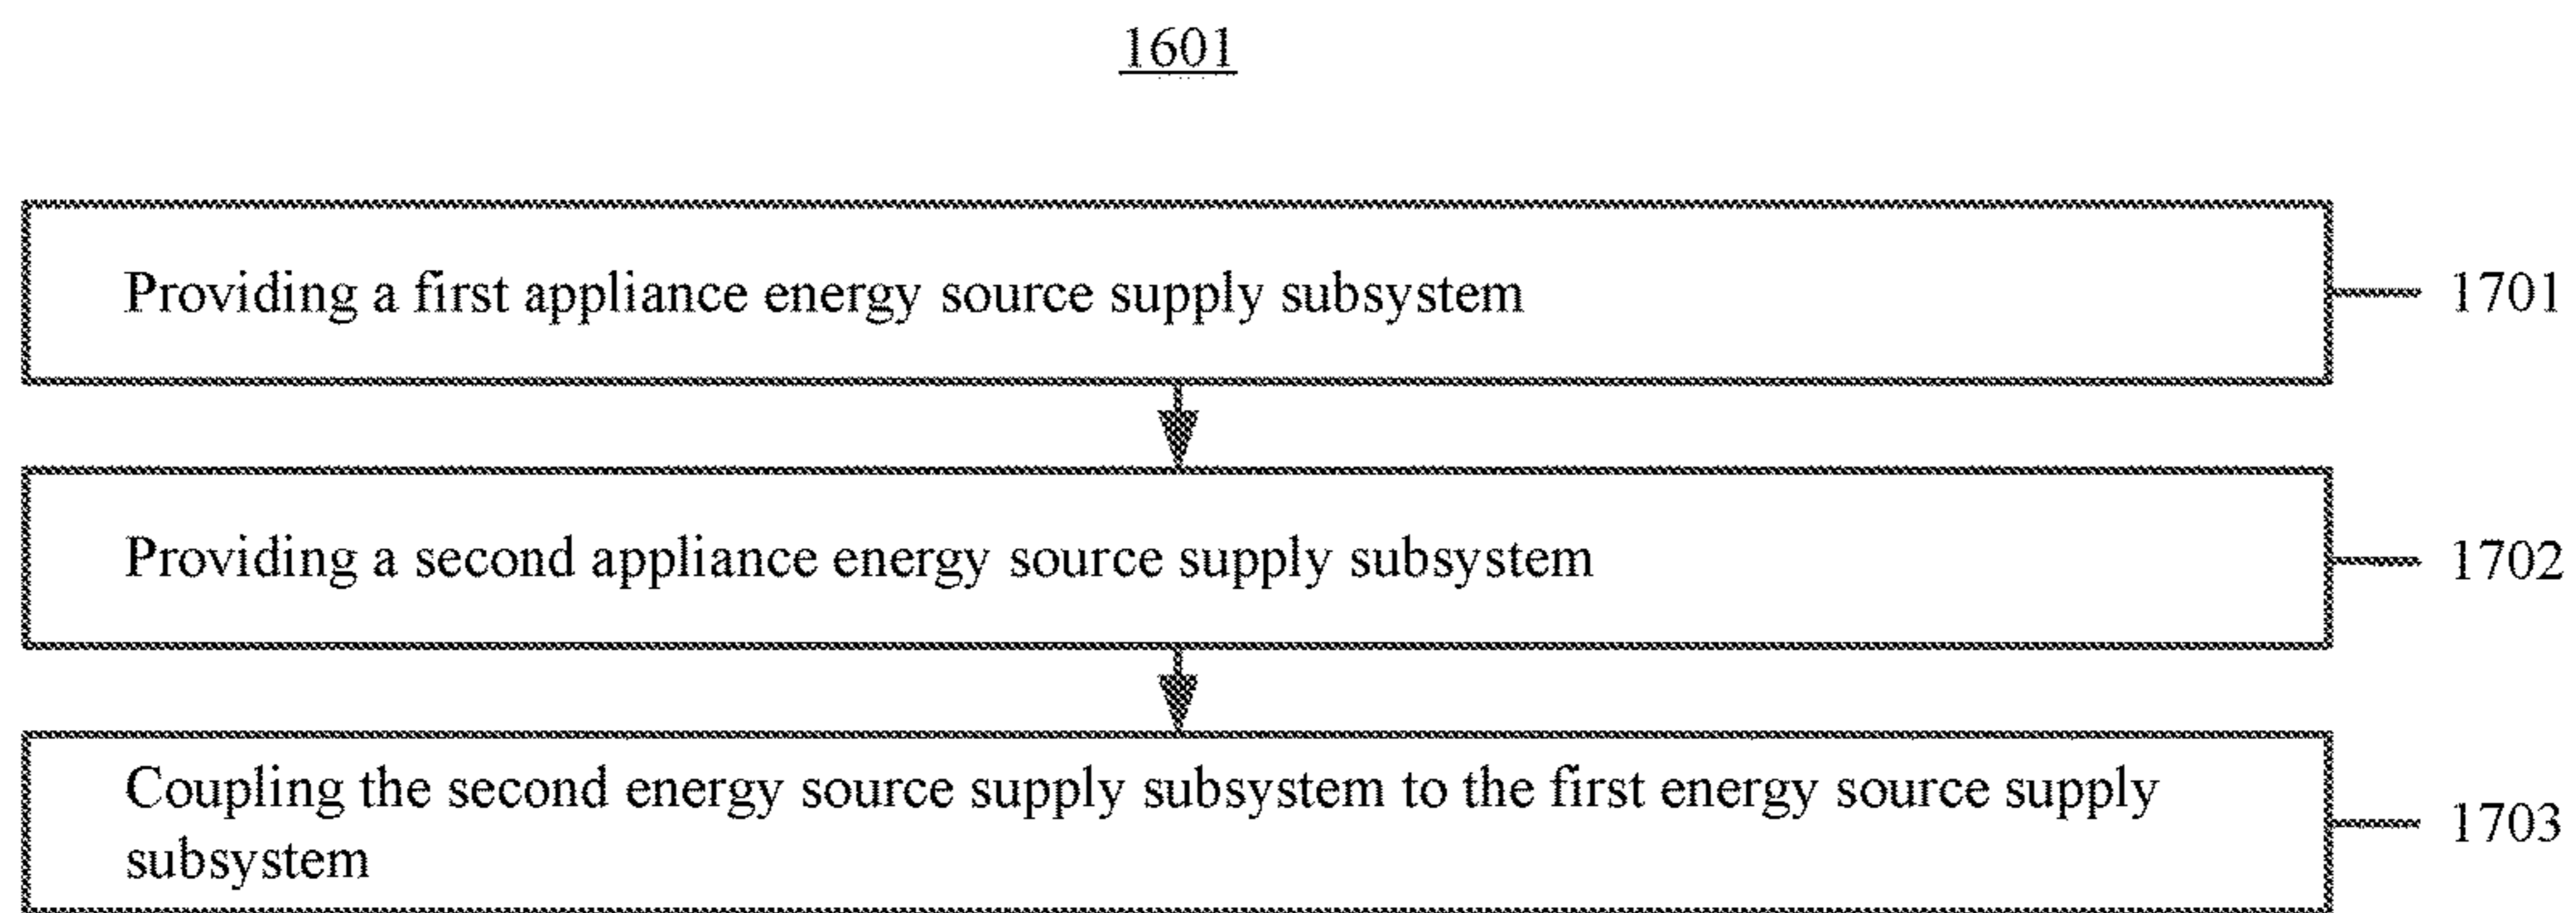 1601
Providing a first appliance energy source supply subsystem
1701
Providing a second appliance energy source supply subsystem
1702
Coupling the second energy source supply subsystem to the first energy source supply
subsystem
1703